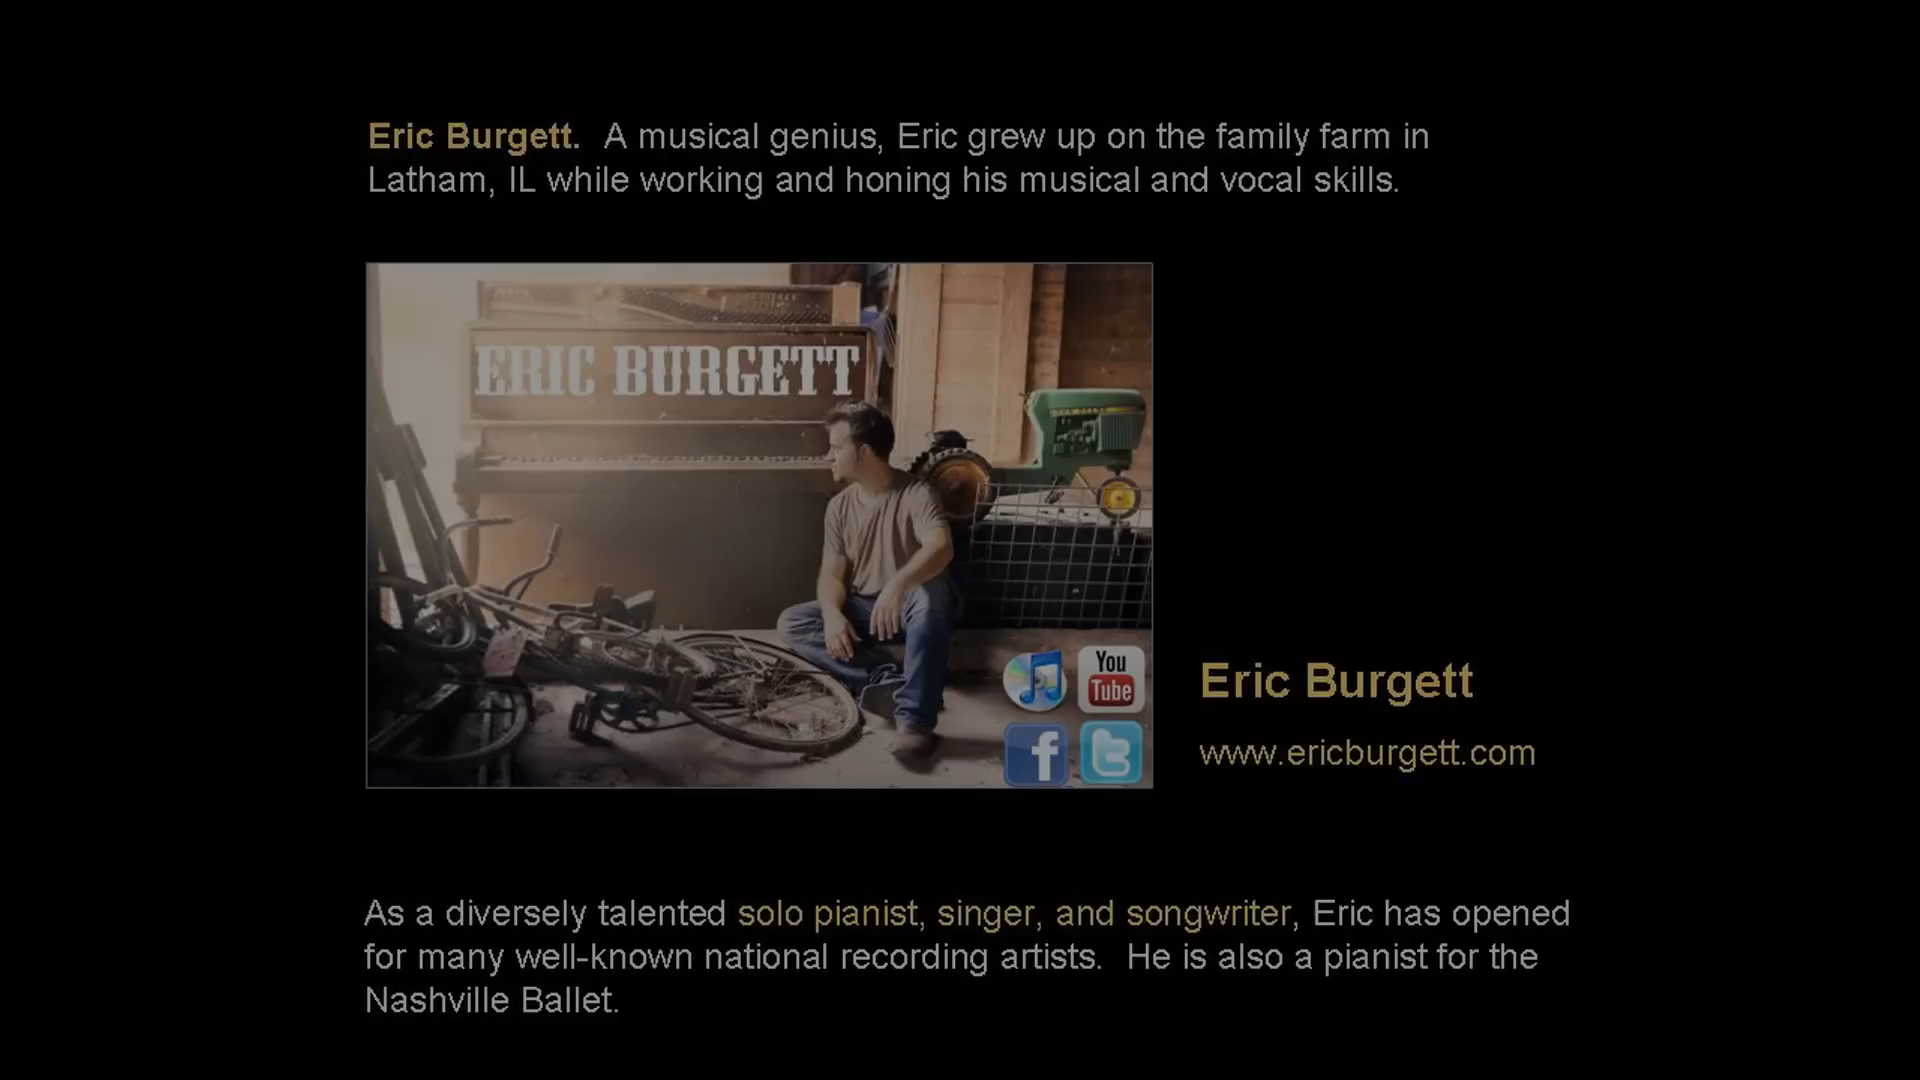 Eric Burgett.  A musical genius, Eric grew up on the family farm in
Latham, IL while working and honing his musical and vocal skills.
ERIC BURGETT
You
Tube
f
t
Eric Burgett
www.ericburgett.com
As a diversely talented solo pianist, singer, and songwriter, Eric has opened
for many well-known national recording artists.  He is also a pianist for the
Nashville Ballet.